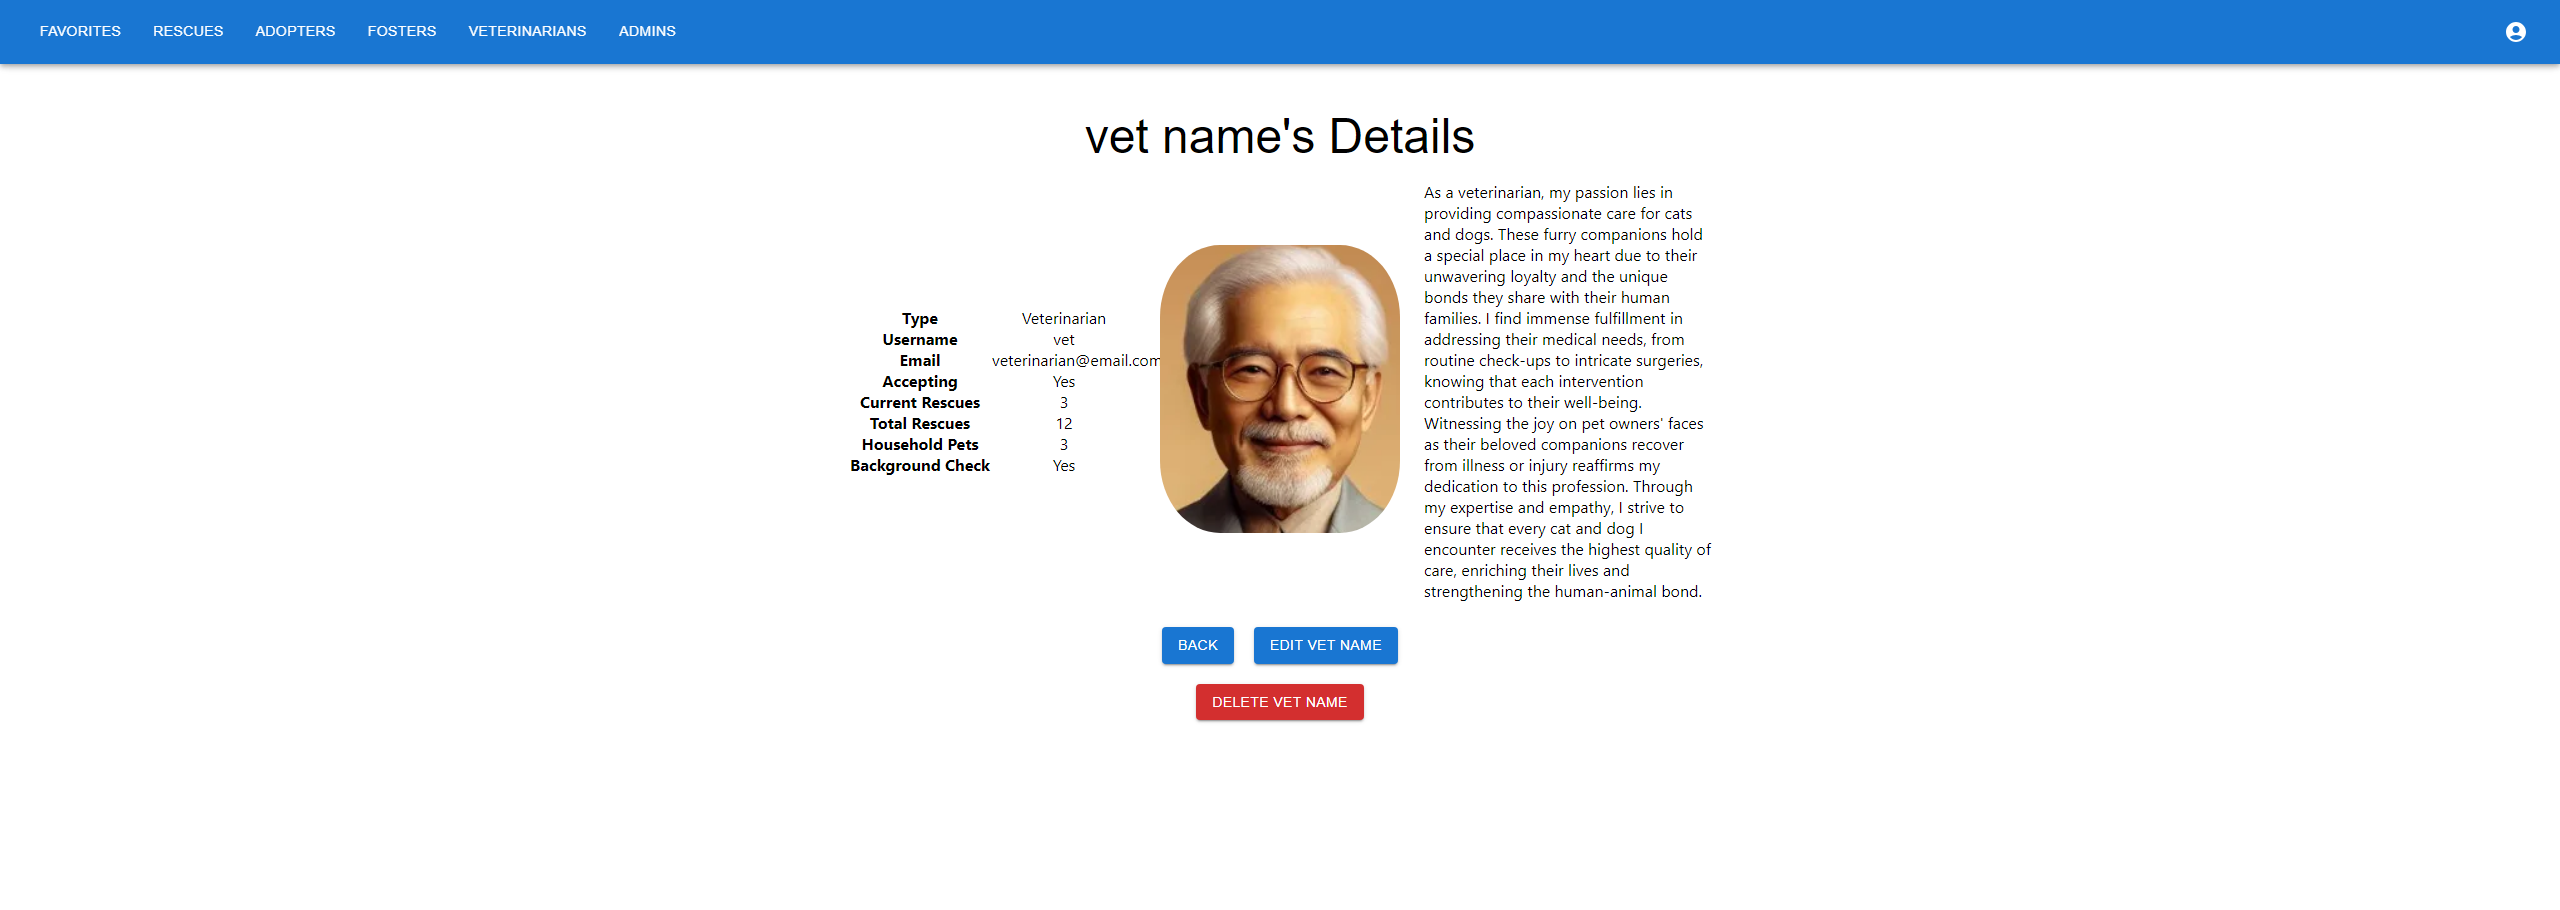 FAVORITES RESCUES ADOPTERS FOSTERS VETERINARIANS ADMINS
vet name's Details
Type Veterinarian
Username vet
Email veterinarian@email.com
Accepting Yes
Current Rescues 3
Total Rescues 12
Household Pets 3
Background Check Yes
As a veterinarian, my passion lies in
providing compassionate care for cats
and dogs. These furry companions hold
a special place in my heart due to their
unwavering loyalty and the unique
bonds they share with their human
families. I find immense fulfillment in
addressing their medical needs, from
routine check-ups to intricate surgeries,
knowing that each intervention
contributes to their well-being.
Witnessing the joy on pet owners' faces
as their beloved companions recover
from illness or injury reaffirms my
dedication to this profession. Through
my expertise and empathy, I strive to
ensure that every cat and dog I
encounter receives the highest quality of
care, enriching their lives and
strengthening the human-animal bond.
BACK EDIT VET NAME
DELETE VET NAME